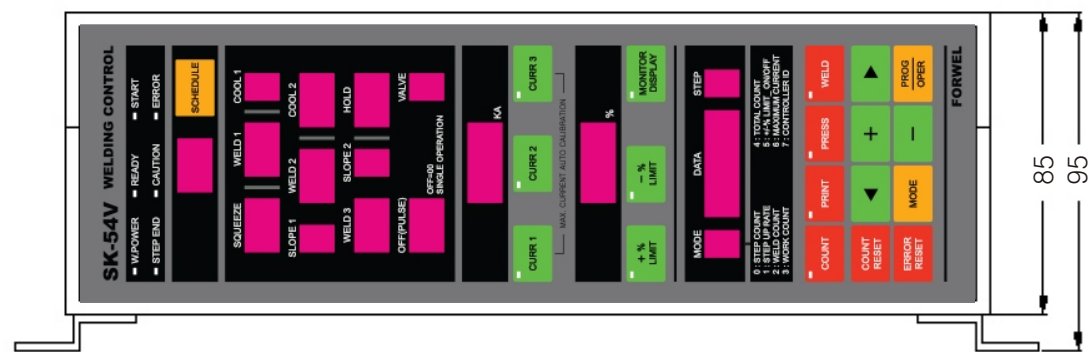 SK-54V WELDING CONTROL
W.POWER READY START
STEP END CAUTION ERROR
SCHEDULE
SQUEEZE WELD 1 COOL 1
SLOPE 1 WELD 2 COOL 2
WELD 3 SLOPE 2 HOLD
OFF(PULSE) VALVE
OFF=00
SINGLE OPERATION
KA
CURR 1 CURR 2 CURR 3
MAX. CURRENT AUTO CALIBRATION
%
+ %
LIMIT
- %
LIMIT
MONITOR
DISPLAY
MODE DATA STEP
0 : STEP COUNT
1 : STEP UP RATE
2 : WELD COUNT
3 : WORK COUNT
4 : TOTAL COUNT
5 : +/-% LIMIT_ON/OFF
6 : MAXIMUM CURRENT
7 : CONTROLLER ID
COUNT PRINT PRESS WELD
COUNT
RESET
+
ERROR
RESET
MODE
-
PROG
OPER
FORWEL
85
95